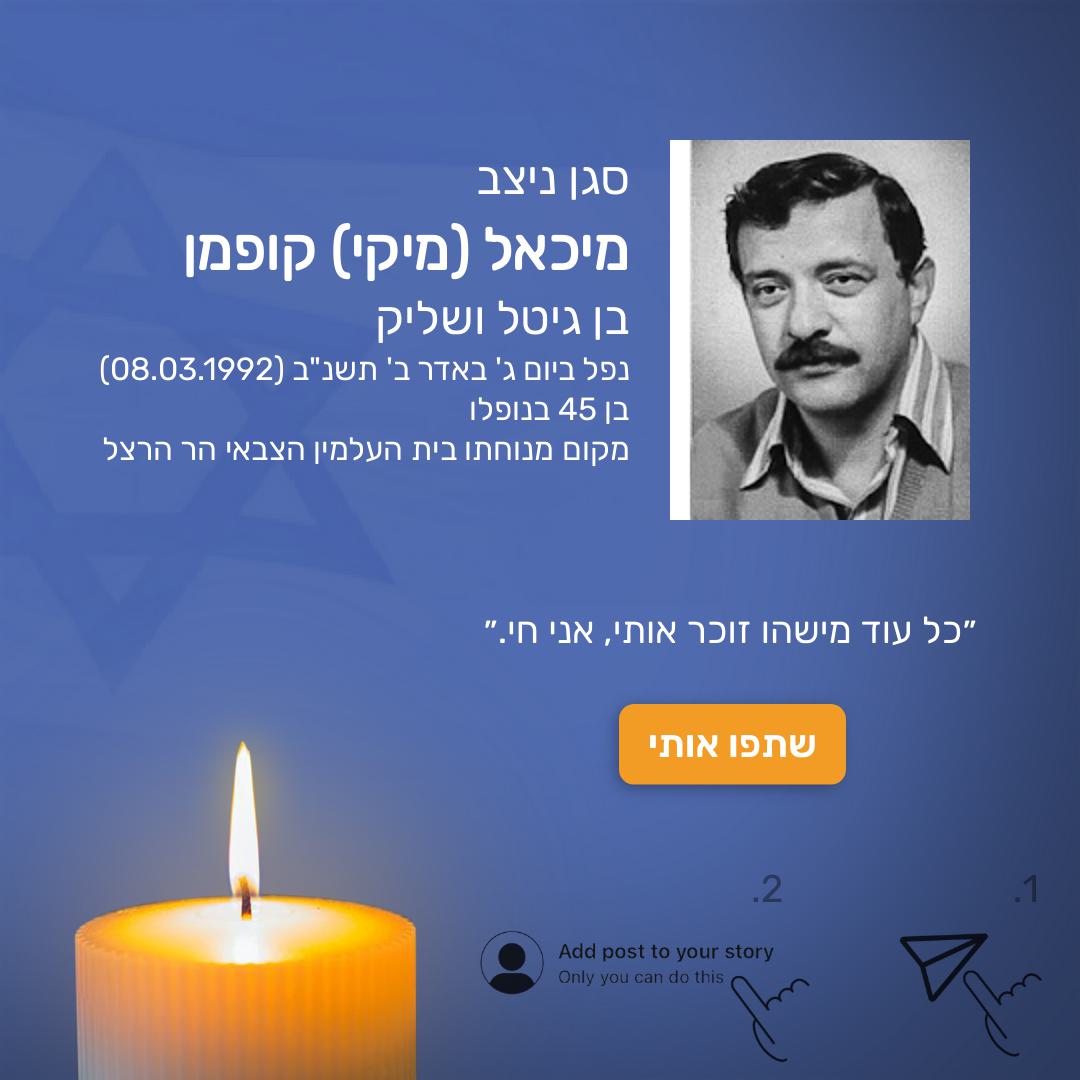 סגן ניצב
מיכאל (מיקי) קופמן
בן גיטל ושליק
נפל ביום ג' באדר ב' תשנ"ב (08.03.1992)
בן 45 בנופלו
מקום מנוחתו בית העלמין הצבאי הר הרצל
״כל עוד מישהו זוכר אותי, אני חי.״
שתפו אותי
1.
2.
Add post to your story
Only you can do this